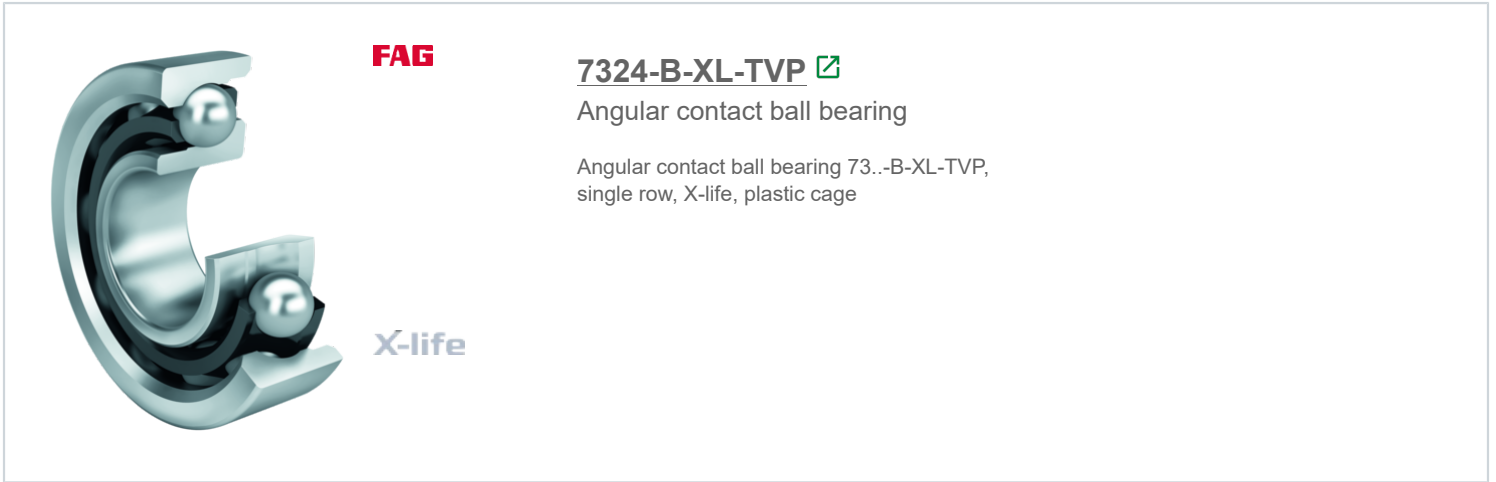 FAG
7324-B-XL-TVP
Angular contact ball bearing
Angular contact ball bearing 73..-B-XL-TVP,
single row, X-life, plastic cage
X-life